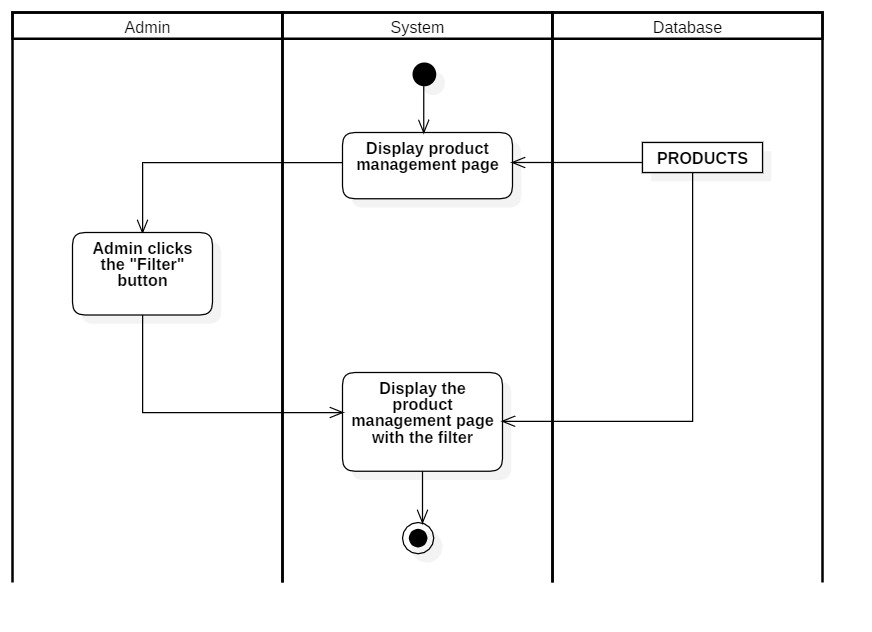 Admin
System
Database
Display product
management page
PRODUCTS
Admin clicks
the "Filter"
button
Display the
product
management page
with the filter